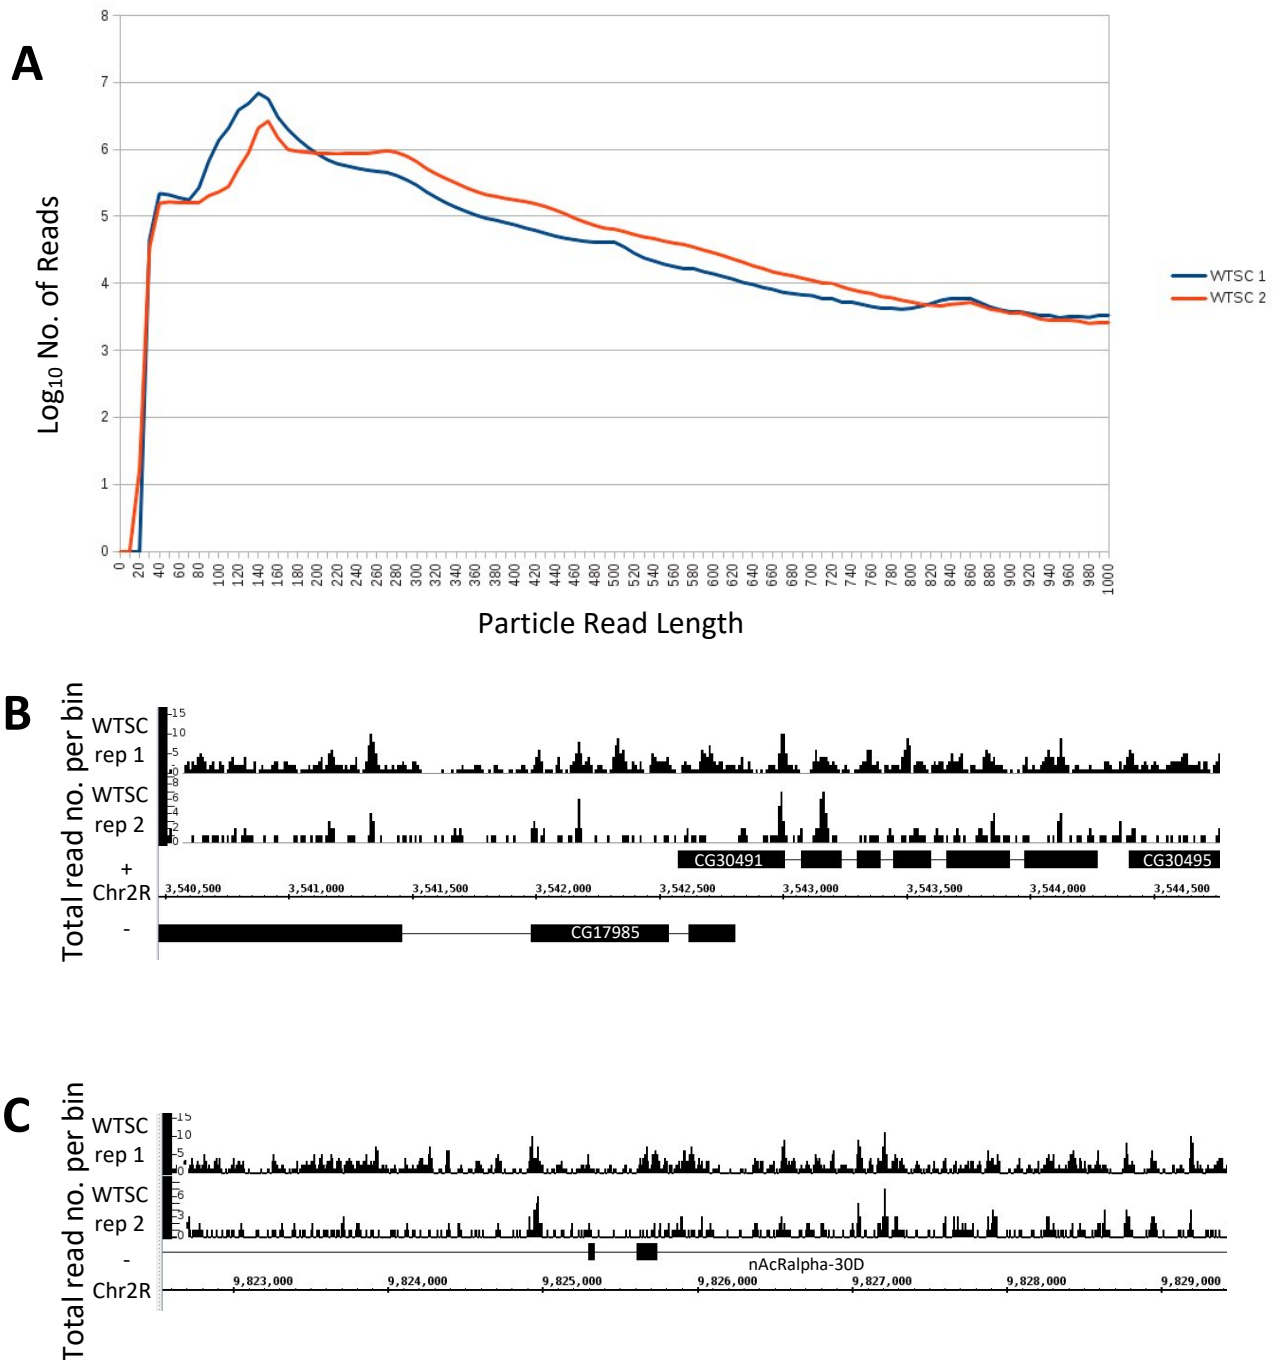 A
8
7
6
5
4
3
2
1
0
Log10 No. of Reads
0 20 40 60 80 100 120 140 160 180 200 220 240 260 280 300 320 340 360 380 400 420 440 460 480 500 520 540 560 580 600 620 640 660 680 700 720 740 760 780 800 820 840 860 880 900 920 940 960 980 1000
Particle Read Length
WTSC 1
WTSC 2
B
Total read no. per bin
WTSC
rep 1
15
10
5
0
WTSC
rep 2
8
6
4
2
0
+
CG30491
CG30495
Chr2R
3,540,500 3,541,000 3,541,500 3,542,000 3,542,500 3,543,000 3,543,500 3,544,000 3,544,500
-
CG17985
C
Total read no. per bin
WTSC
rep 1
15
10
5
0
WTSC
rep 2
6
3
0
-
nAcRalpha-30D
Chr2R
9,823,000 9,824,000 9,825,000 9,826,000 9,827,000 9,828,000 9,829,000